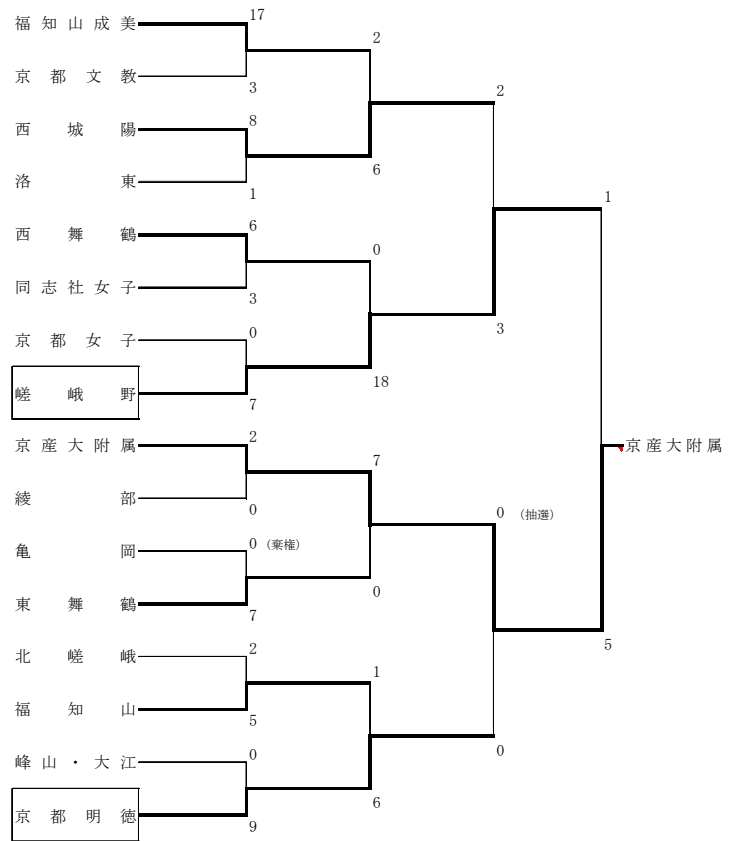 福知山成美
17
2
京都文教
3
2
西城陽
8
6
洛東
1
1
西舞鶴
6
0
同志社女子
3
3
京都女子
0
18
嵯峨野
7
京産大附属
2
7
京産大附属
綾部
0
0 (抽選)
亀岡
0 (棄権)
0
東舞鶴
7
5
北嵯峨
2
1
福知山
5
0
峰山・大江
0
6
京都明徳
9